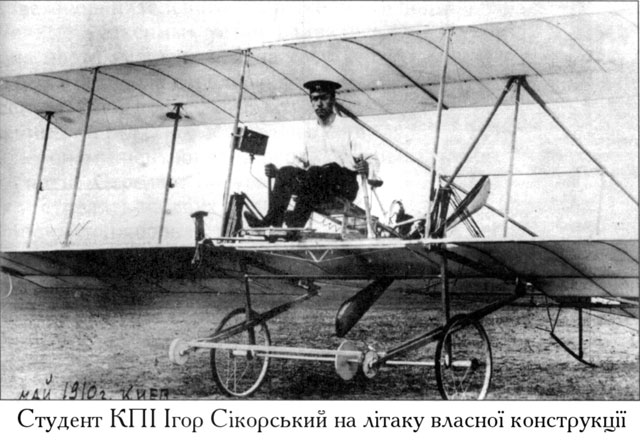 МАЙ 1910г. КИЕВ
Студент КПІ Ігор Сікорський на літаку власної конструкції